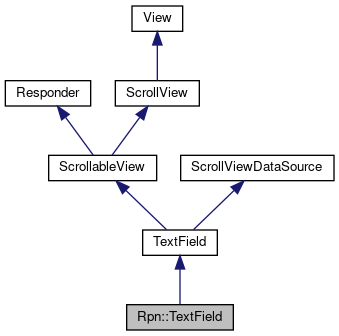 View
Responder
ScrollView
ScrollableView
ScrollViewDataSource
TextField
Rpn::TextField